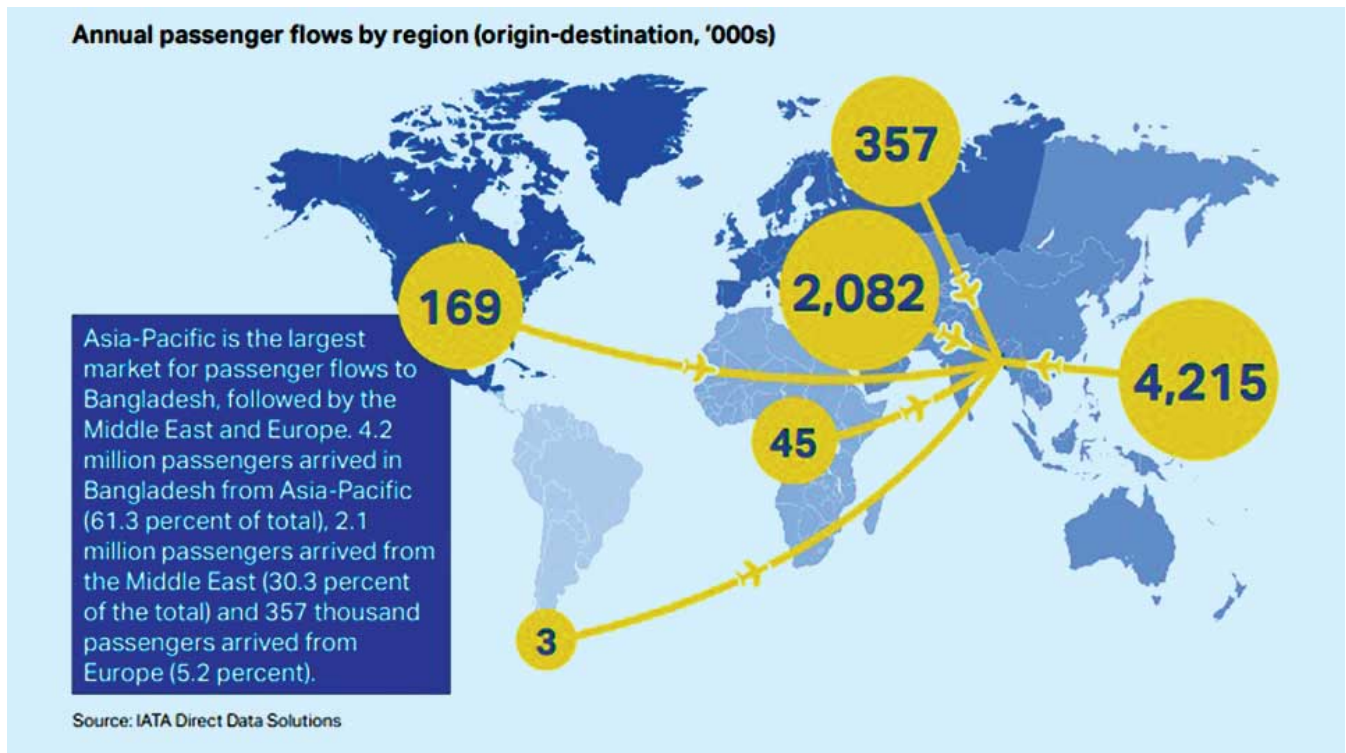 Annual passenger flows by region (origin-destination, ‘000s)
357
2,082
169
4,215
45
3
Asia-Pacific is the largest
market for passenger flows to
Bangladesh, followed by the
Middle East and Europe. 4.2
million passengers arrived in
Bangladesh from Asia-Pacific
(61.3 percent of total), 2.1
million passengers arrived from
the Middle East (30.3 percent
of the total) and 357 thousand
passengers arrived from
Europe (5.2 percent).
Source: IATA Direct Data Solutions